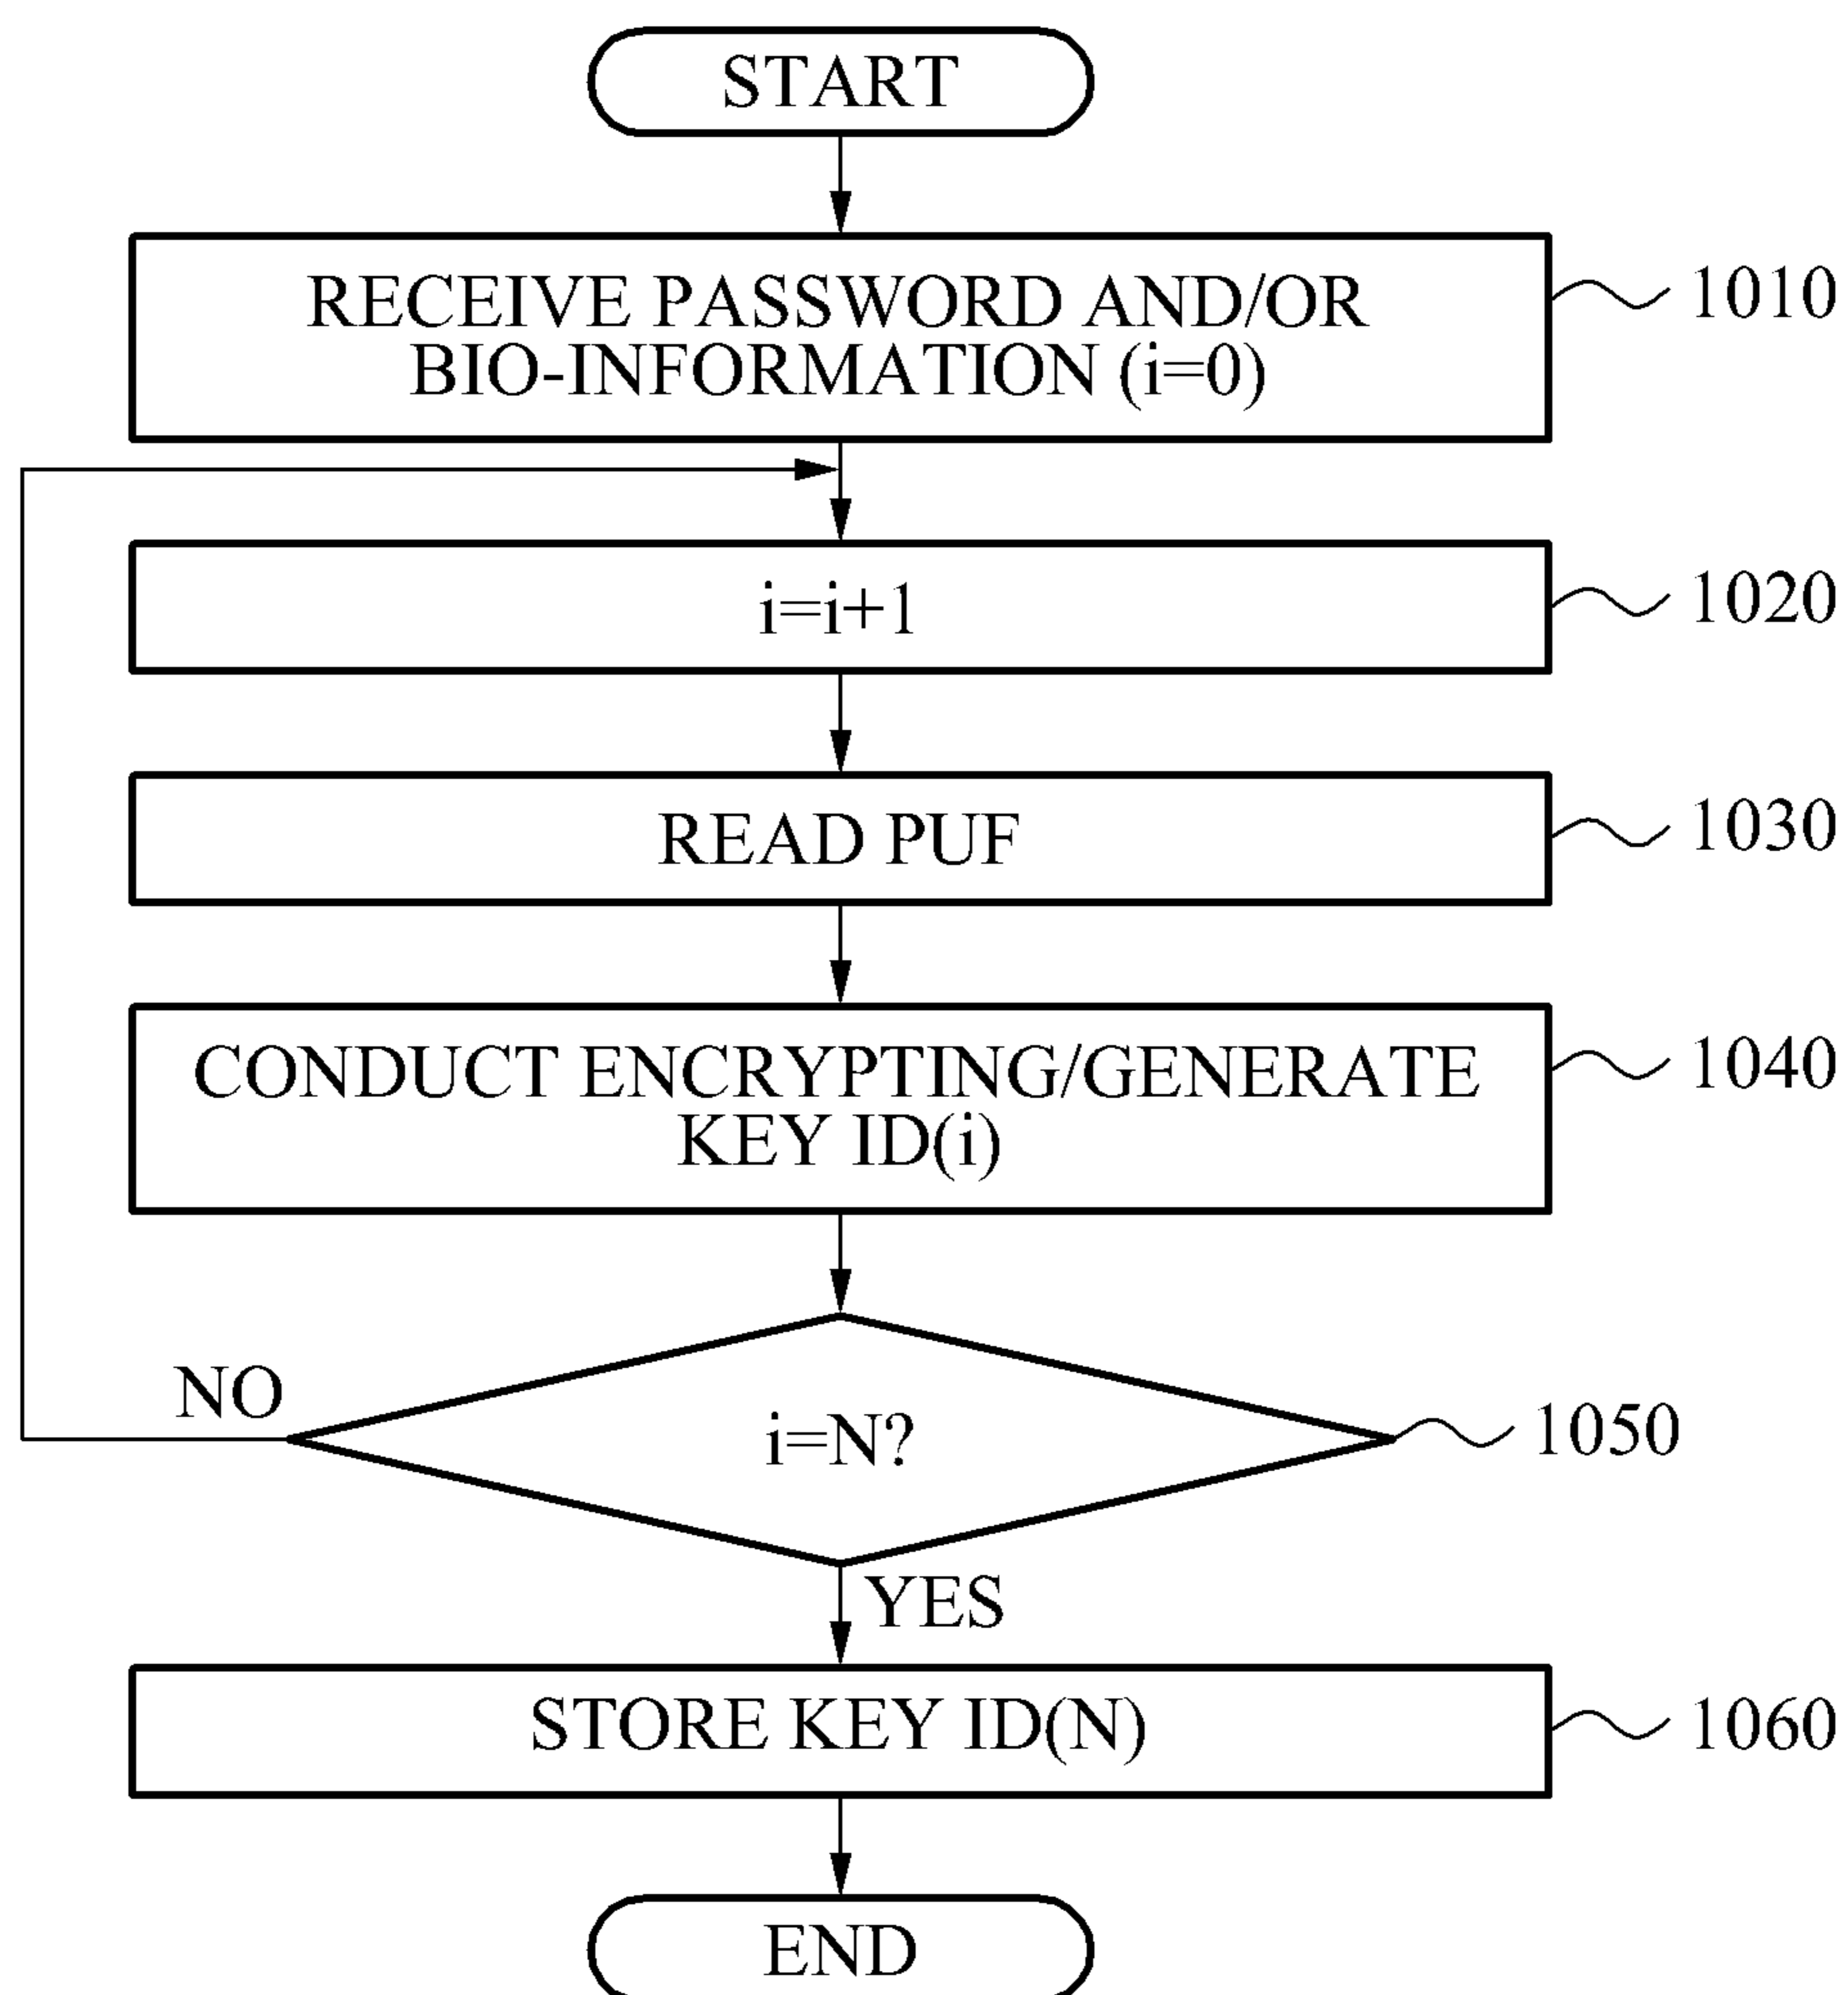 START
RECEIVE PASSWORD AND/OR
BIO-INFORMATION (i=0)
1010
i=i+1
1020
READ PUF
1030
CONDUCT ENCRYPTING/GENERATE
KEY ID(i)
1040
NO
i=N?
1050
YES
STORE KEY ID(N)
1060
END